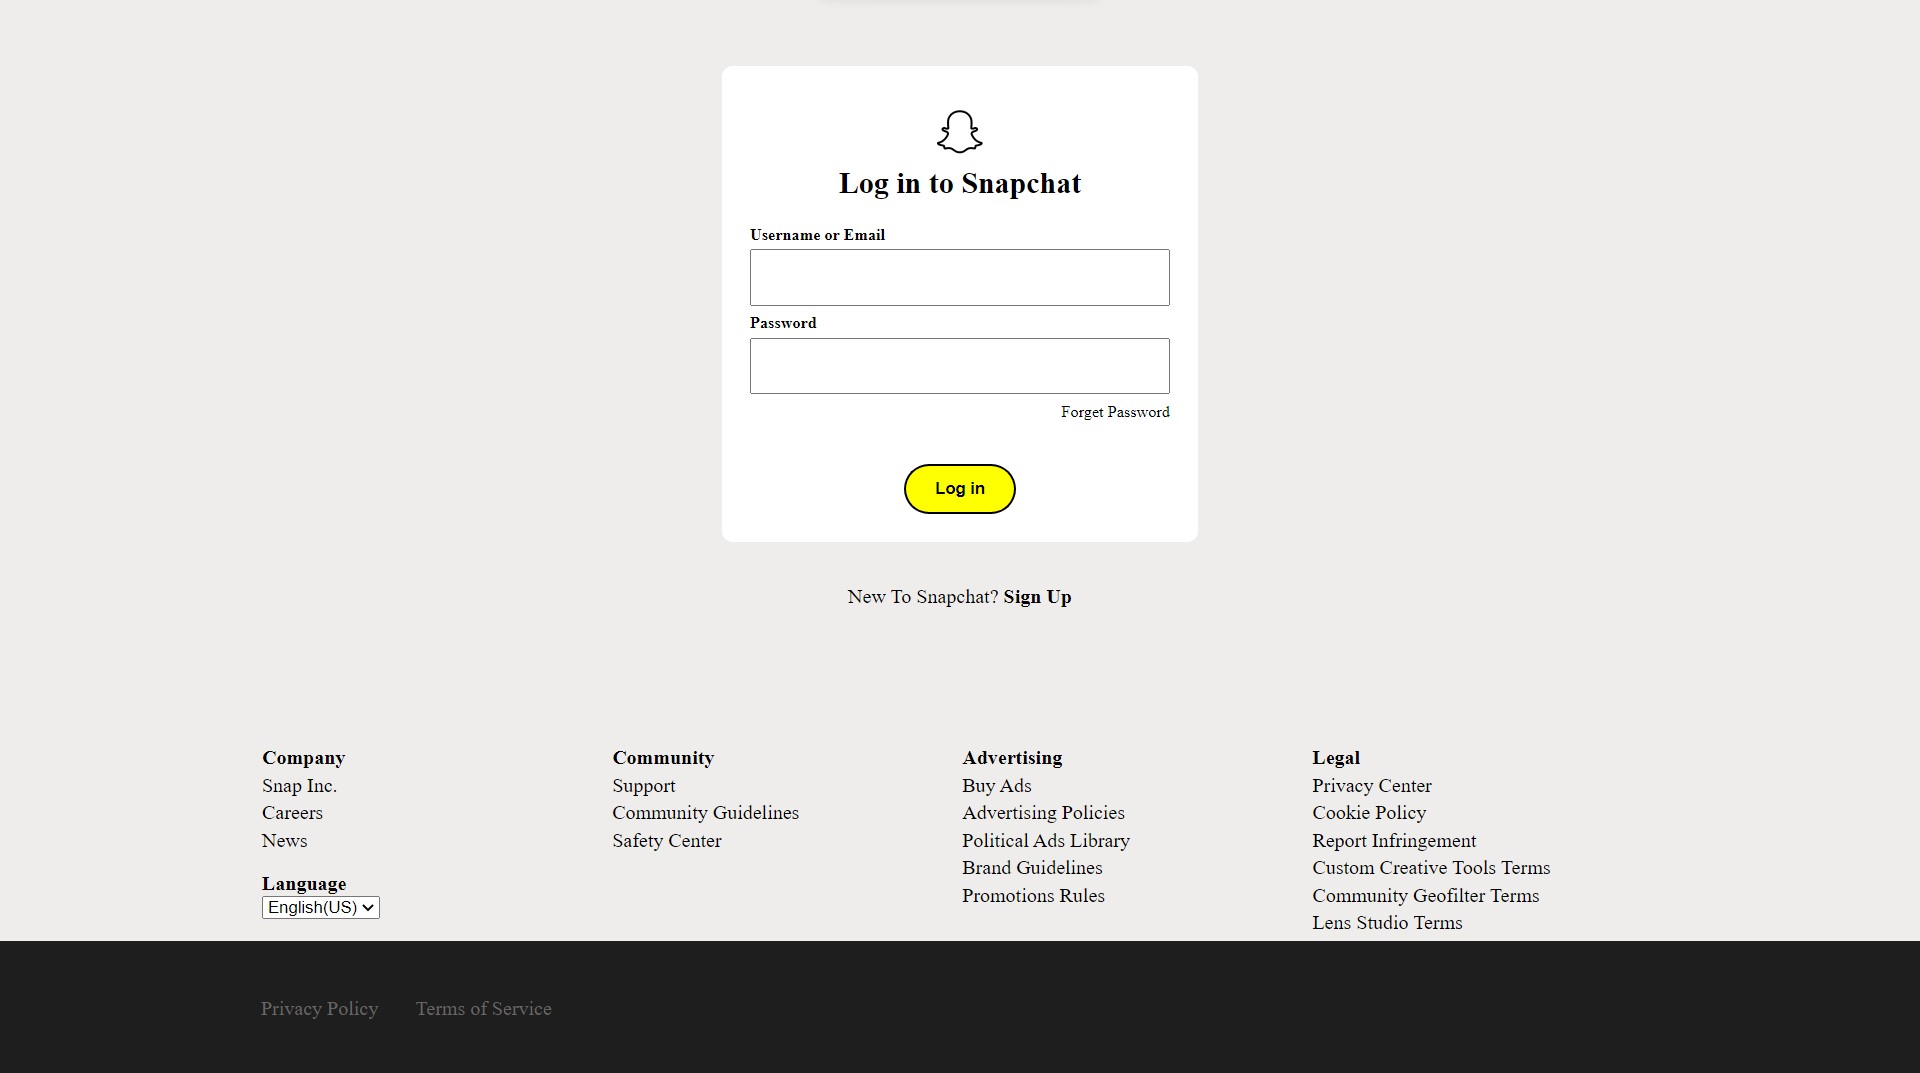 Log in to Snapchat
Username or Email
Password
Forget Password
Log in
New To Snapchat? Sign Up
Company
Snap Inc.
Careers
News
Language
English(US)
Community
Support
Community Guidelines
Safety Center
Advertising
Buy Ads
Advertising Policies
Political Ads Library
Brand Guidelines
Promotions Rules
Legal
Privacy Center
Cookie Policy
Report Infringement
Custom Creative Tools Terms
Community Geofilter Terms
Lens Studio Terms
Privacy Policy
Terms of Service